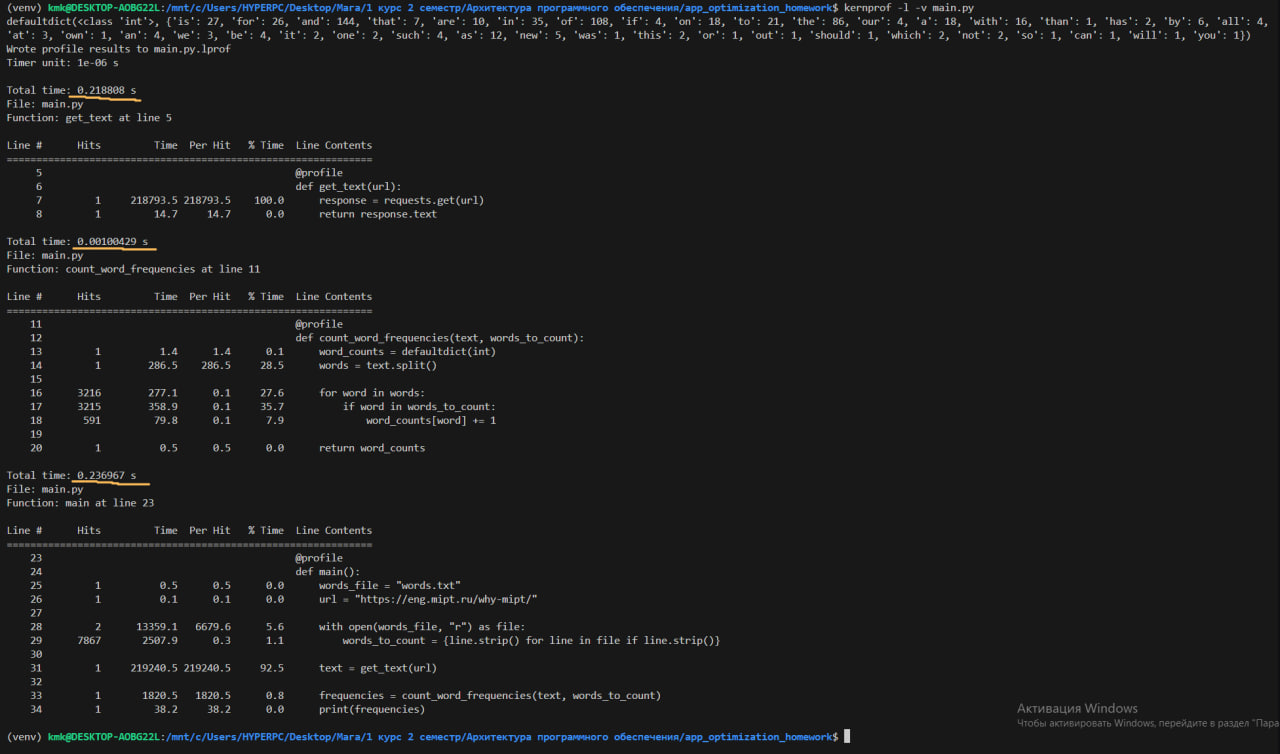 (venv) kmk@DESKTOP-AOBG22L:/mnt/c/Users/HYPERPC/Desktop/Mara/1 курс 2 семестр/Архитектура программного обеспечения/app_optimization_homework$ kernprof -l -v main.py
defaultdict(<class 'int'>, {'is': 27, 'for': 26, 'and': 144, 'that': 7, 'are': 10, 'in': 35, 'of': 108, 'if': 4, 'on': 18, 'to': 21, 'the': 86, 'our': 4, 'a': 18, 'with': 16, 'than': 1, 'has': 2, 'by': 6, 'all': 4,
'at': 3, 'own': 1, 'an': 4, 'we': 3, 'be': 4, 'it': 2, 'one': 2, 'such': 4, 'as': 12, 'new': 5, 'was': 1, 'this': 2, 'or': 1, 'out': 1, 'should': 1, 'which': 2, 'not': 2, 'so': 1, 'can': 1, 'will': 1, 'you': 1})
Wrote profile results to main.py.lprof
Timer unit: 1e-06 s
Total time: 0.218808 s
File: main.py
Function: get_text at line 5
Line # Hits Time Per Hit % Time Line Contents
==============================================================
5 @profile
6 def get_text(url):
7 1 218793.5 218793.5 100.0 response = requests.get(url)
8 1 14.7 14.7 0.0 return response.text
Total time: 0.00100429 s
File: main.py
Function: count_word_frequencies at line 11
Line # Hits Time Per Hit % Time Line Contents
==============================================================
11 @profile
12 def count_word_frequencies(text, words_to_count):
13 1 1.4 1.4 0.1 word_counts = defaultdict(int)
14 1 286.5 286.5 28.5 words = text.split()
15
16 3216 277.1 0.1 27.6 for word in words:
17 3215 358.9 0.1 35.7 if word in words_to_count:
18 591 79.8 0.1 7.9 word_counts[word] += 1
19
20 1 0.5 0.5 0.0 return word_counts
Total time: 0.236967 s
File: main.py
Function: main at line 23
Line # Hits Time Per Hit % Time Line Contents
==============================================================
23 @profile
24 def main():
25 1 0.5 0.5 0.0 words_file = "words.txt"
26 1 0.1 0.1 0.0 url = "https://eng.mipt.ru/why-mipt/"
27
28 2 13359.1 6679.6 5.6 with open(words_file, "r") as file:
29 7867 2507.9 0.3 1.1 words_to_count = {line.strip() for line in file if line.strip()}
30
31 1 219240.5 219240.5 92.5 text = get_text(url)
32
33 1 1820.5 1820.5 0.8 frequencies = count_word_frequencies(text, words_to_count)
34 1 38.2 38.2 0.0 print(frequencies)
Активация Windows
Чтобы активировать Windows, перейдите в раздел "Пара
(venv) kmk@DESKTOP-AOBG22L:/mnt/c/Users/HYPERPC/Desktop/Mara/1 курс 2 семестр/Архитектура программного обеспечения/app_optimization_homework$